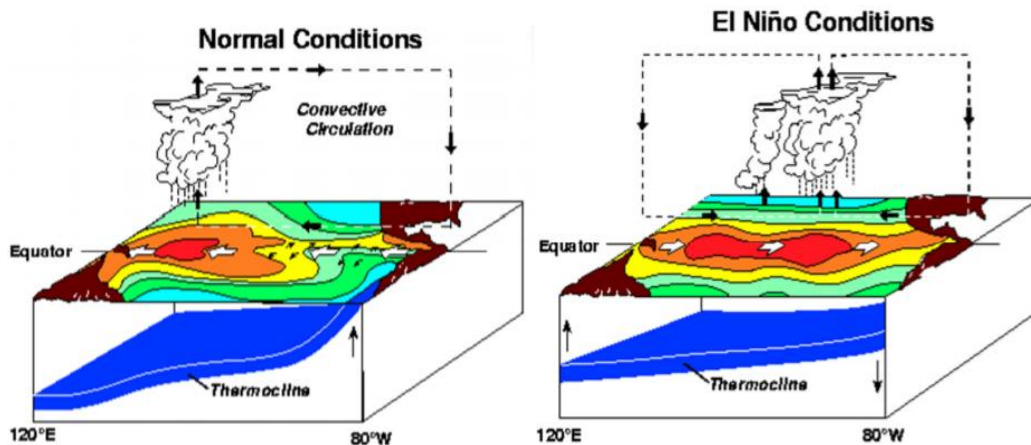 Normal Conditions
Convective
Circulation
Equator
Thermocline
120°E
80°W
El Niño Conditions
Equator
Thermocline
120°E
80°W